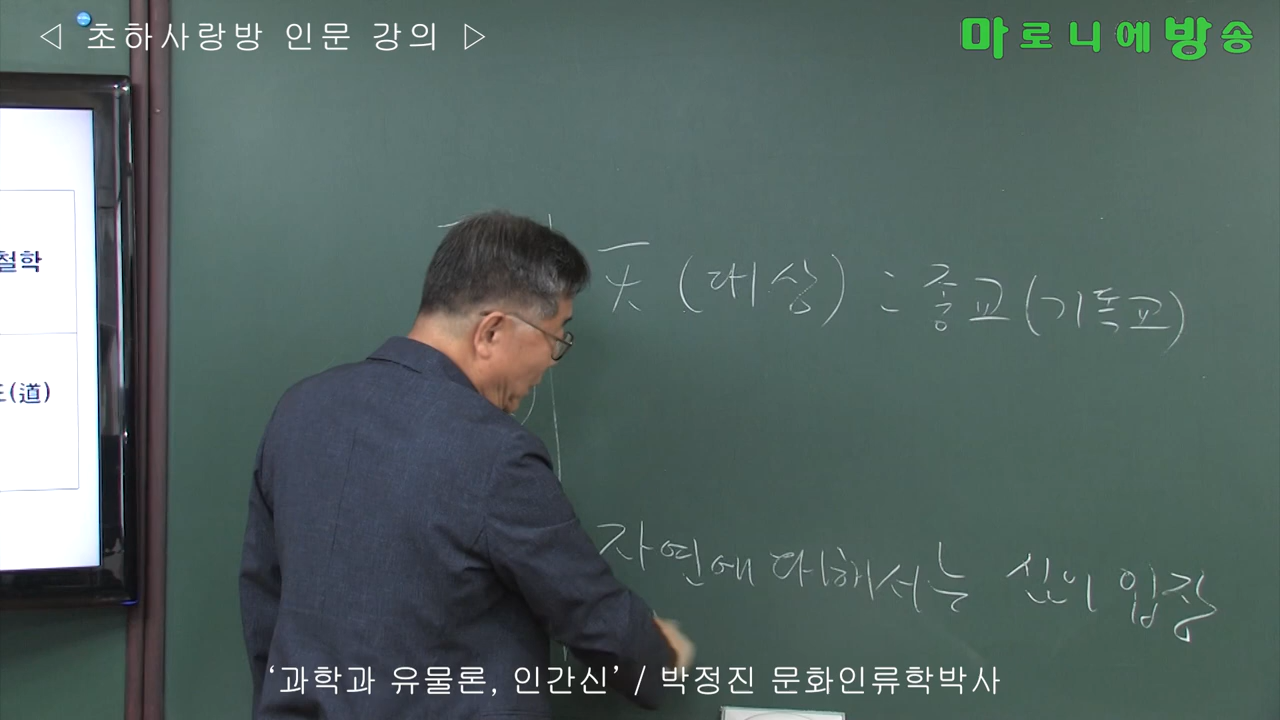 ◁ 초하사랑방 인문 강의 ▷
마로니에방송
철학
(道)
天 (대상) : 종교(기독교)
자연에 대해서는 신의 입장
‘과학과 유물론, 인간신’ / 박정진 문화인류학박사